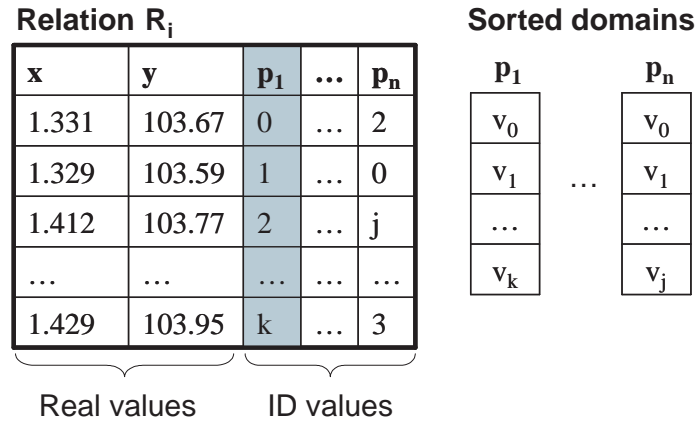 Relation Ri
Sorted domains
x y p1 … pn
1.331 103.67 0 … 2
1.329 103.59 1 … 0
1.412 103.77 2 … j
… … … … …
1.429 103.95 k … 3
Real values ID values
p1 … pn
v0 v0
v1 v1
… …
vk vj